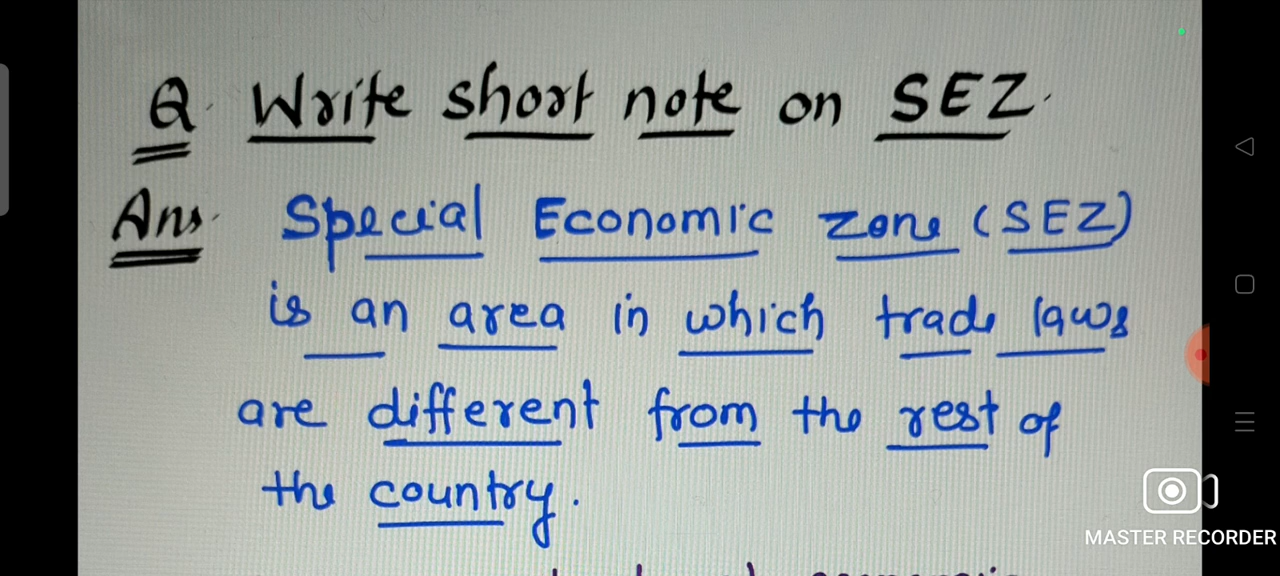 Q. Write short note on SEZ.
Ans. Special Economic Zone (SEZ)
is an area in which trade laws
are different from the rest of
the country.
MASTER RECORDER